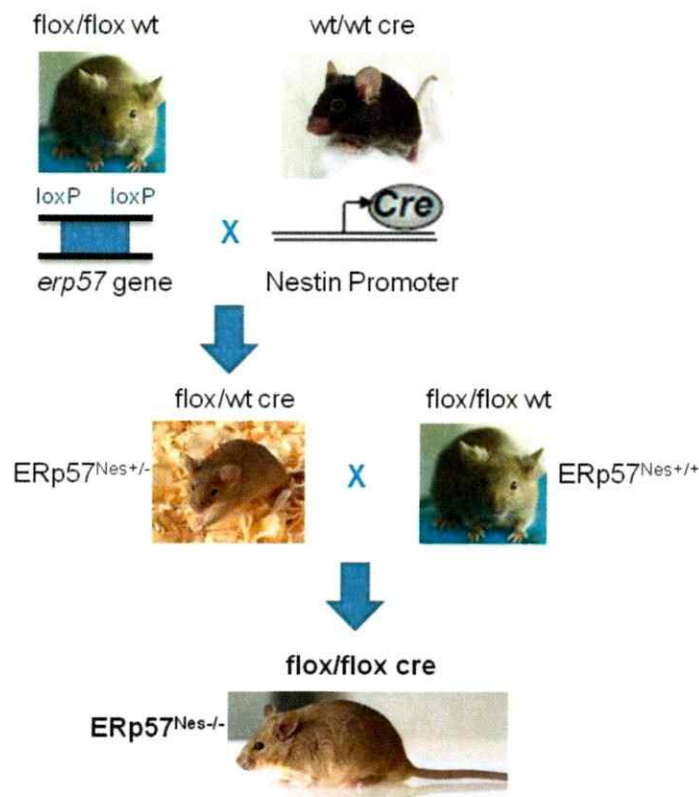 flox/flox wt
wt/wt cre
loxP loxP
Cre
X
erp57 gene
Nestin Promoter
flox/wt cre
flox/flox wt
ERp57Nes+/-
X
ERp57Nes+/+
flox/flox cre
ERp57Nes-/-